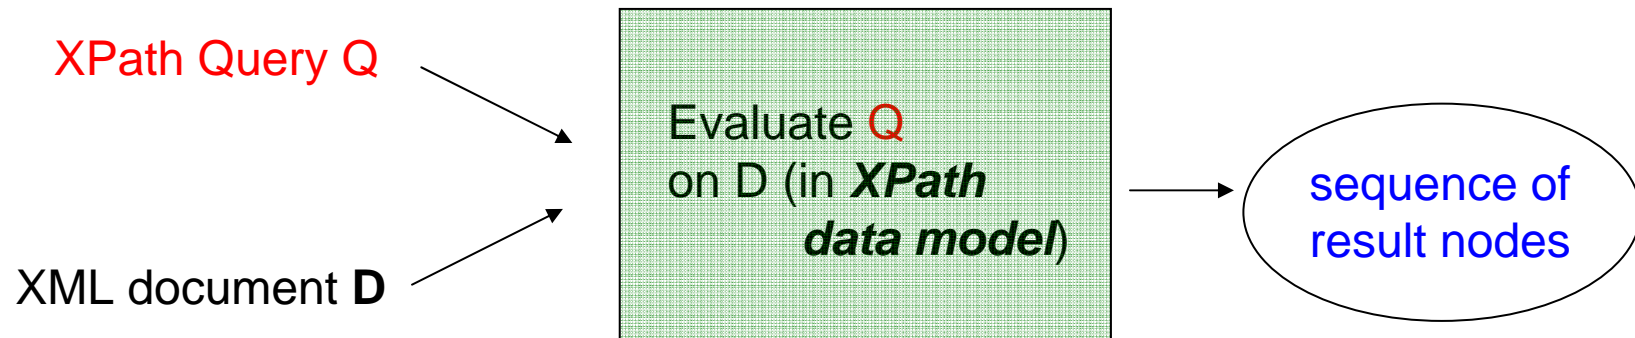 XPath Query Q
XML document D
Evaluate Q
on D (in XPath
data model)
sequence of
result nodes